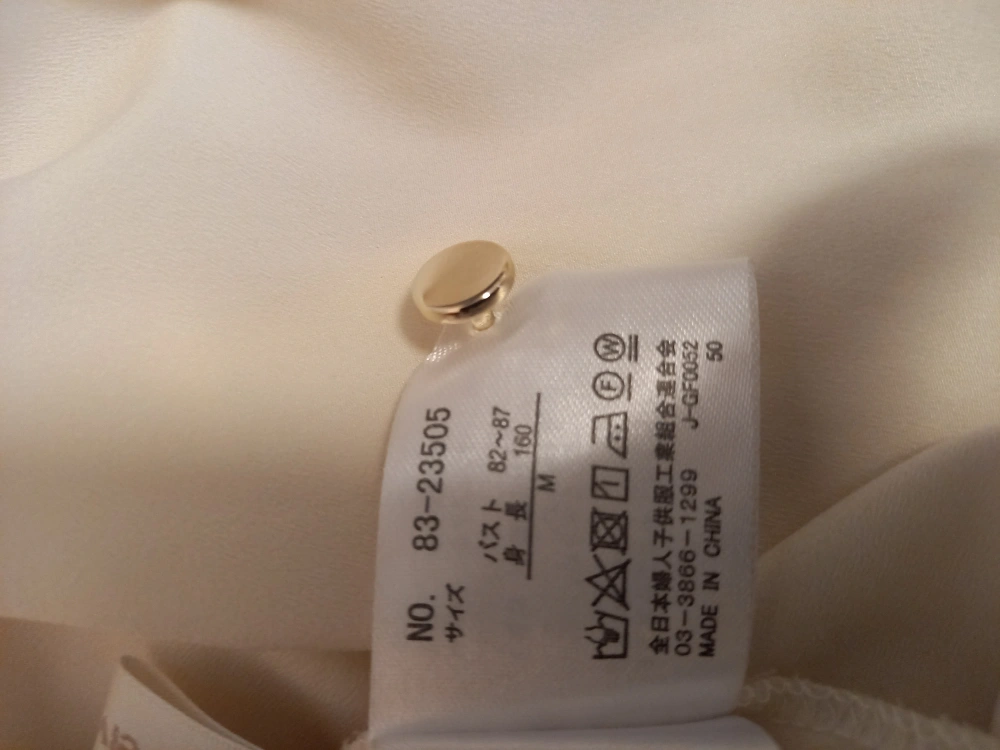 NO. 83-23505
サイズ
バスト 82~87
身 長 160
M
F W
全日本婦人子供服工業組合連合会
03-3866-1299 J-GF0052
MADE IN CHINA 50